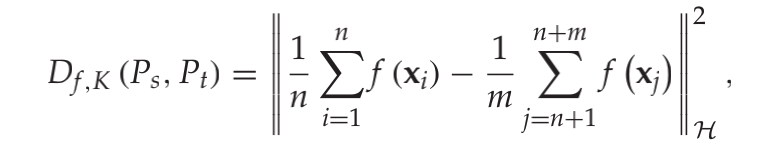 D_{f,K} (P_s, P_t) = \left\| \frac{1}{n} \sum_{i=1}^{n} f(\mathbf{x}_i) - \frac{1}{m} \sum_{j=n+1}^{n+m} f(\mathbf{x}_j) \right\|_{\mathcal{H}}^{2},